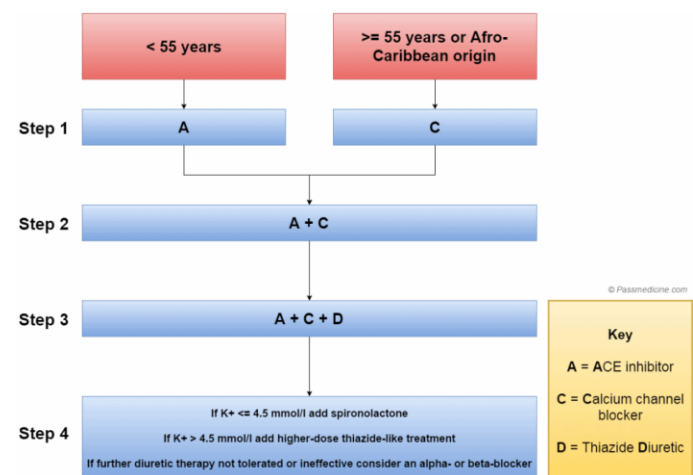 < 55 years
>= 55 years or Afro-
Caribbean origin
Step 1
A
C
Step 2
A + C
Step 3
A + C + D
Step 4
If K+ <= 4.5 mmol/l add spironolactone
If K+ > 4.5 mmol/l add higher-dose thiazide-like treatment
If further diuretic therapy not tolerated or ineffective consider an alpha- or beta-blocker
© Passmedicine.com
Key
A = ACE inhibitor
C = Calcium channel
blocker
D = Thiazide Diuretic